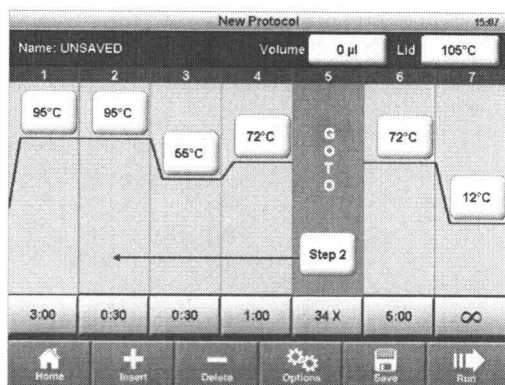 New Protocol 15:07
Name: UNSAVED Volume 0 µl Lid 105°C
1 2 3 4 5 6 7
95°C 95°C 55°C 72°C GOTO 72°C 12°C
Step 2
3:00 0:30 0:30 1:00 34 X 5:00 ∞
Home Insert Delete Options Save Run